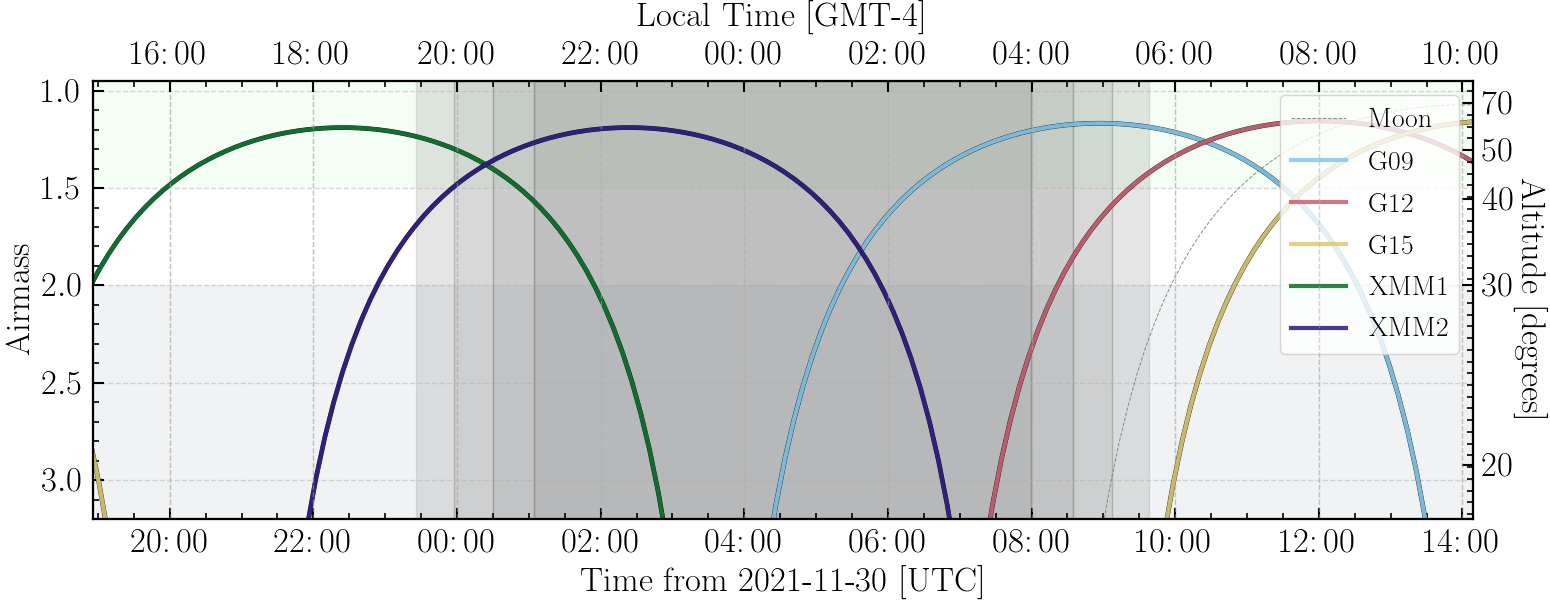 Local Time [GMT-4]
16:00 18:00 20:00 22:00 00:00 02:00 04:00 06:00 08:00 10:00
1.0 1.5 2.0 2.5 3.0
Airmass
Moon
G09
G12
G15
XMM1
XMM2
70 50 40 30 20
Altitude [degrees]
20:00 22:00 00:00 02:00 04:00 06:00 08:00 10:00 12:00 14:00
Time from 2021-11-30 [UTC]